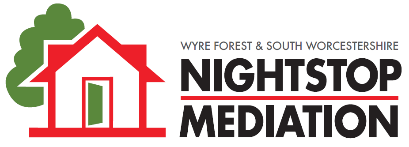 WYRE FOREST & SOUTH WORCESTERSHIRE
NIGHTSTOP
MEDIATION